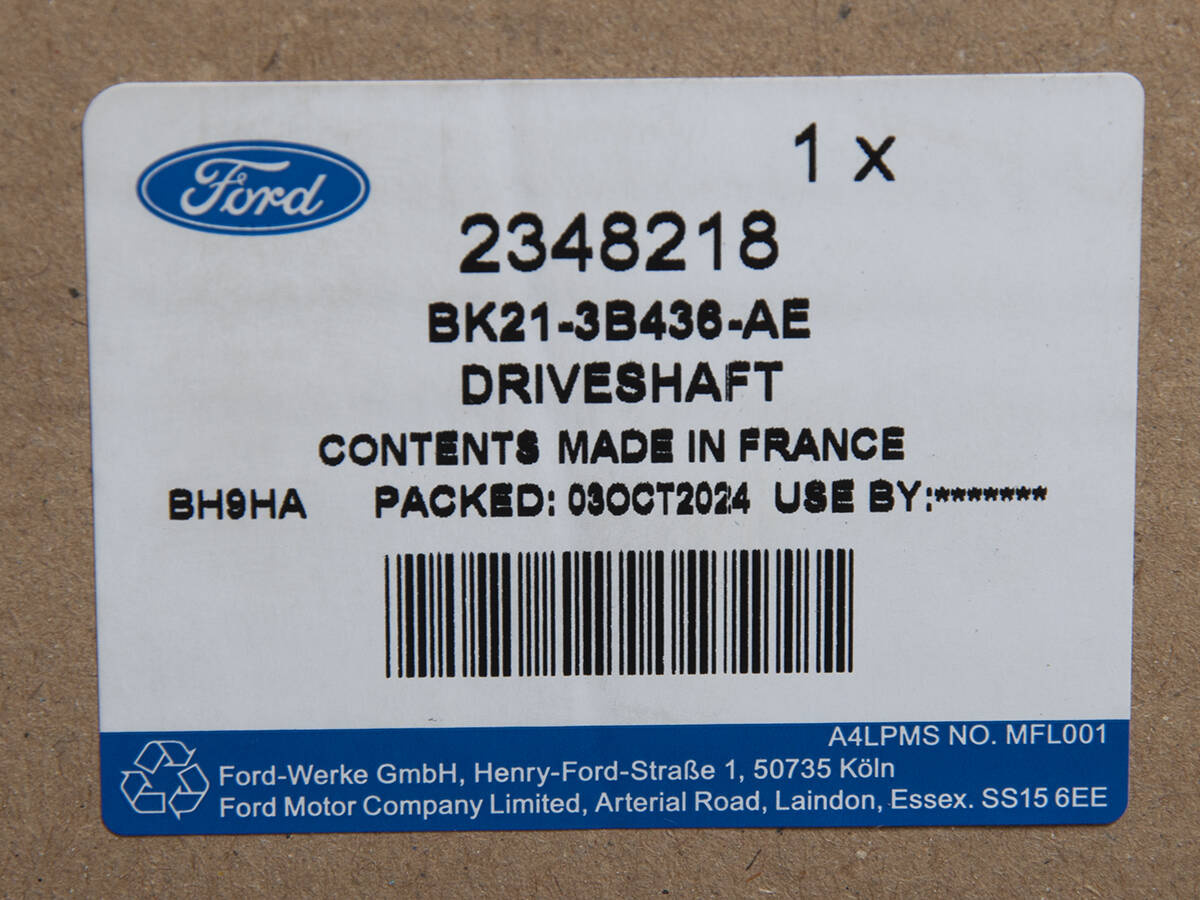 Ford
1 x
2348218
BK21-3B436-AE
DRIVESHAFT
CONTENTS MADE IN FRANCE
BH9HA PACKED: 03OCT2024 USE BY:*******
A4LPMS NO. MFL001
Ford-Werke GmbH, Henry-Ford-Straße 1, 50735 Köln
Ford Motor Company Limited, Arterial Road, Laindon, Essex. SS15 6EE